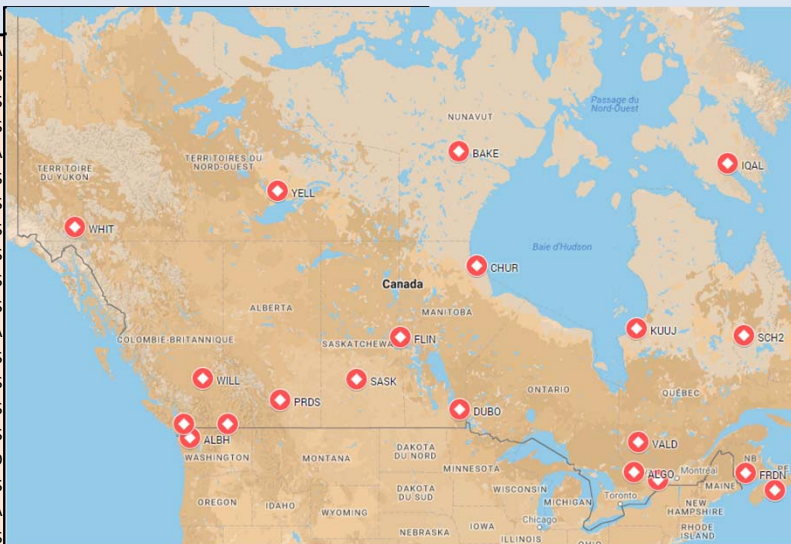 NUNAVUT
Passage du
Nord-Ouest
BAKE
IQAL
TERRITOIRE
DU YUKON
TERRITOIRES DU
NORD-OUEST
YELL
WHIT
Baie d'Hudson
CHUR
Canada
ALBERTA
MANITOBA
COLOMBIE-BRITANNIQUE
SASKATCHEWA
FLIN
KUUJ
SCH2
WILL
SASK
PRDS
ONTARIO
QUÉBEC
DUBO
ALBH
WASHINGTON
MONTANA
DAKOTA
DU NORD
VALD
MINNESOTA
ALGO
Montréal
NB
PE
FRDN
MAINE
OREGON
IDAHO
WYOMING
DAKOTA
DU SUD
WISCONSIN
MICHIGAN
Toronto
NEW
HAMPSHIRE
NEBRASKA
IOWA
Chicago
ILLINOIS
OHIO
RHODE
ISLAND